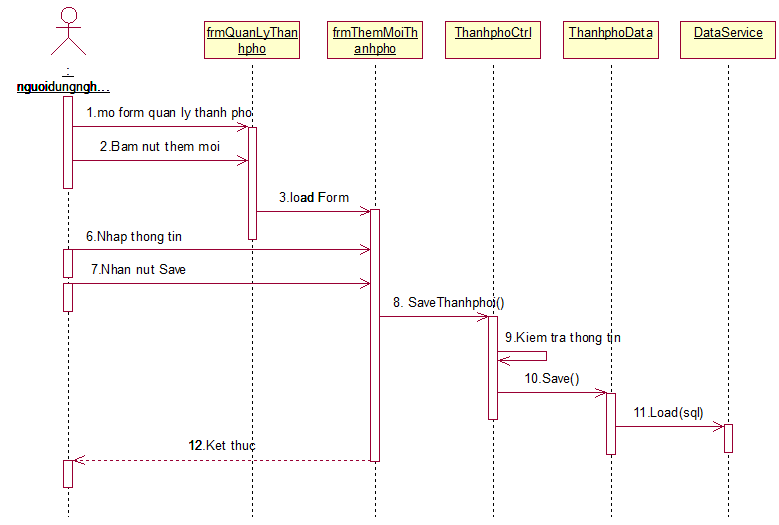 frmQuanLyThan
hpho
frmThemMoiTh
anhpho
ThanhphoCtrl
ThanhphoData
DataService
:
nguoidungngh...
1.mo form quan ly thanh pho
2.Bam nut them moi
3.load Form
6.Nhap thong tin
7.Nhan nut Save
8. SaveThanhpho:()
9.Kiem tra thong tin
10.Save()
11.Load(sql)
12.Ket thuc